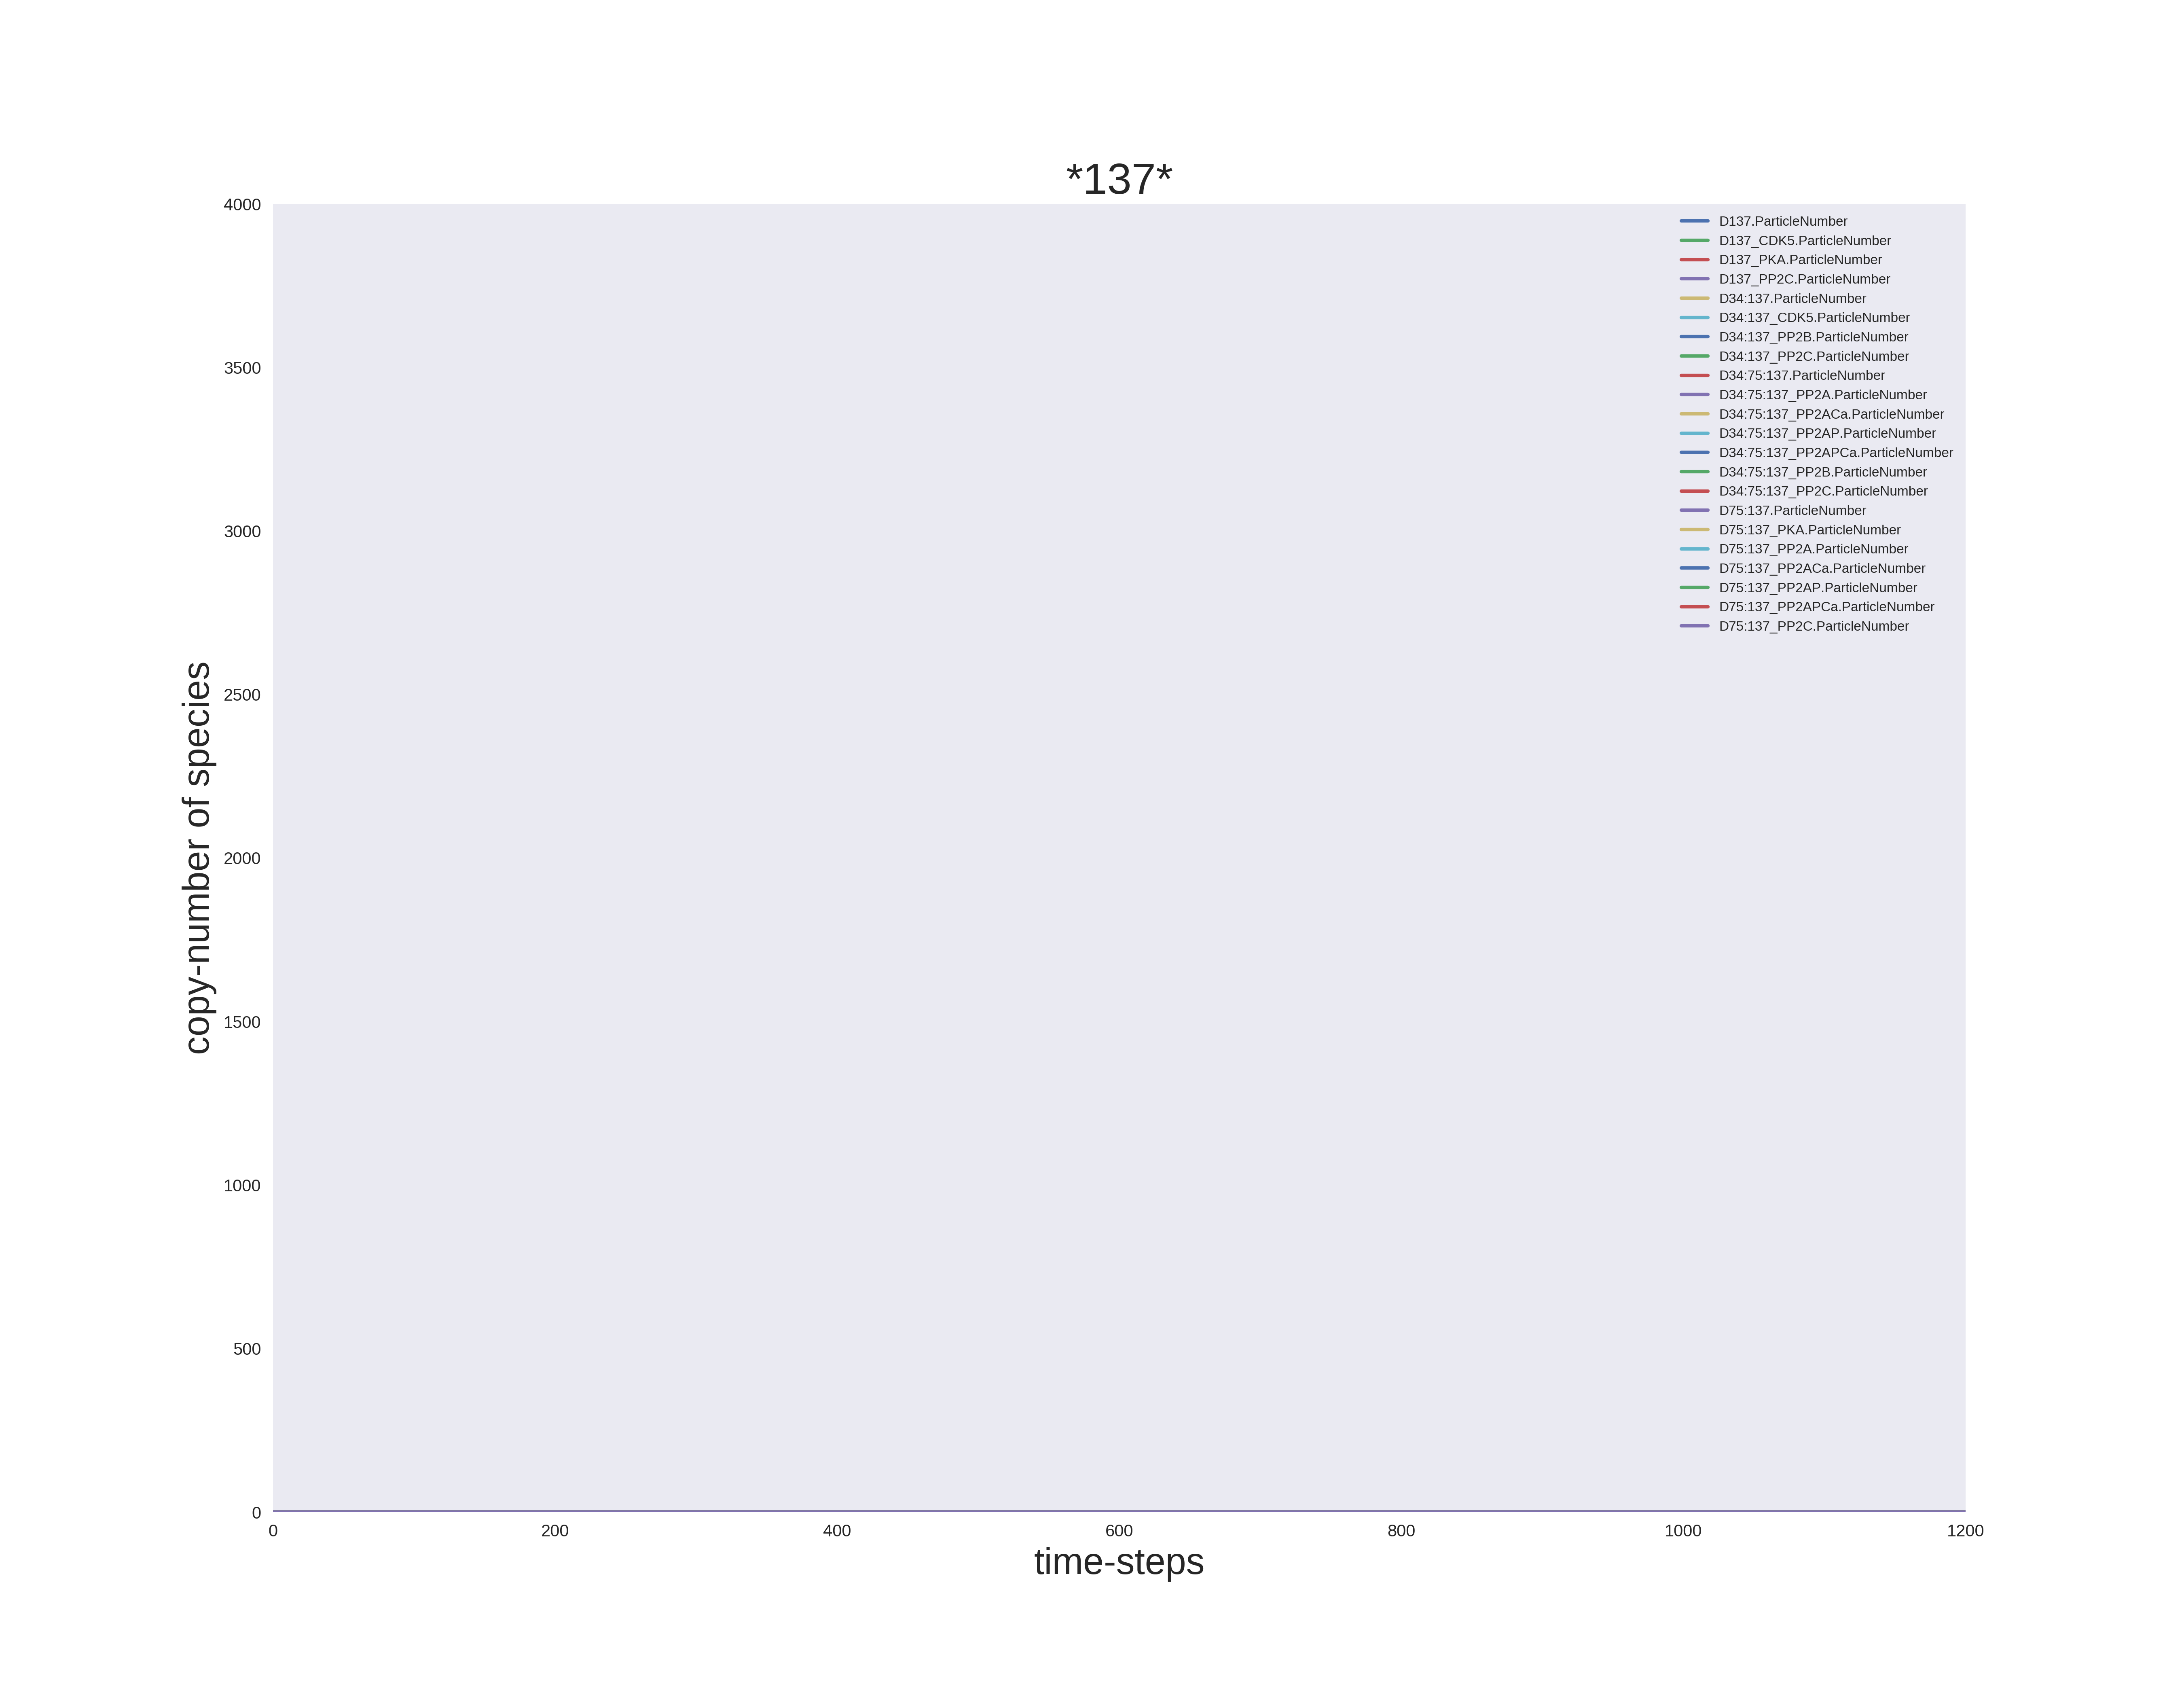 *137*
4000
3500
3000
2500
2000
1500
1000
500
0
copy-number of species
D137.ParticleNumber
D137_CDK5.ParticleNumber
D137_PKA.ParticleNumber
D137_PP2C.ParticleNumber
D34:137.ParticleNumber
D34:137_CDK5.ParticleNumber
D34:137_PP2B.ParticleNumber
D34:137_PP2C.ParticleNumber
D34:75:137.ParticleNumber
D34:75:137_PP2A.ParticleNumber
D34:75:137_PP2ACa.ParticleNumber
D34:75:137_PP2AP.ParticleNumber
D34:75:137_PP2APCa.ParticleNumber
D34:75:137_PP2B.ParticleNumber
D34:75:137_PP2C.ParticleNumber
D75:137.ParticleNumber
D75:137_PKA.ParticleNumber
D75:137_PP2A.ParticleNumber
D75:137_PP2ACa.ParticleNumber
D75:137_PP2AP.ParticleNumber
D75:137_PP2APCa.ParticleNumber
D75:137_PP2C.ParticleNumber
0 200 400 600 800 1000 1200
time-steps